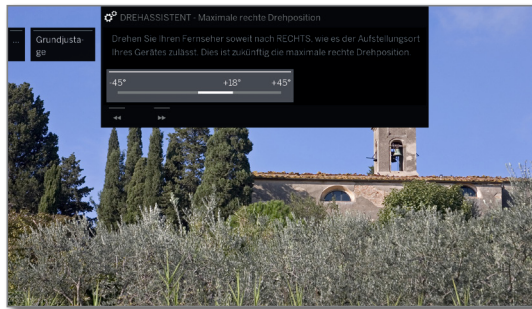 DREHASSISTENT - Maximale rechte Drehposition
... Grundjusta-
ge
Drehen Sie Ihren Fernseher soweit nach RECHTS, wie es der Aufstellungsort
Ihres Gerätes zulässt. Dies ist zukünftig die maximale rechte Drehposition.
-45° +18° +45°